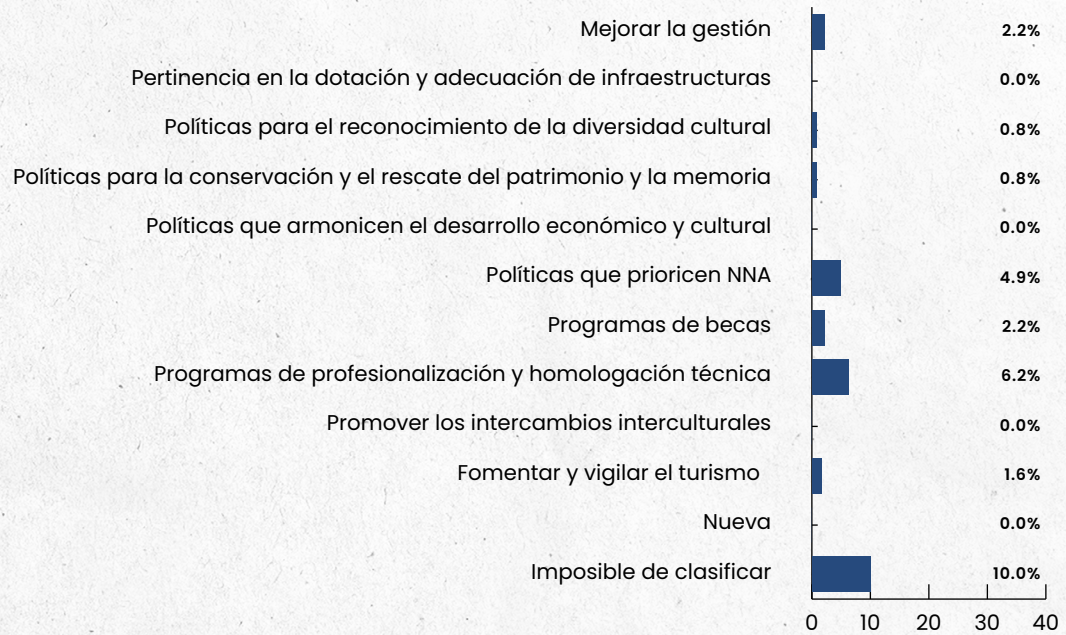 Mejorar la gestión 2.2%
Pertinencia en la dotación y adecuación de infraestructuras 0.0%
Políticas para el reconocimiento de la diversidad cultural 0.8%
Políticas para la conservación y el rescate del patrimonio y la memoria 0.8%
Políticas que armonicen el desarrollo económico y cultural 0.0%
Políticas que prioricen NNA 4.9%
Programas de becas 2.2%
Programas de profesionalización y homologación técnica 6.2%
Promover los intercambios interculturales 0.0%
Fomentar y vigilar el turismo 1.6%
Nueva 0.0%
Imposible de clasificar 10.0%
0 10 20 30 40